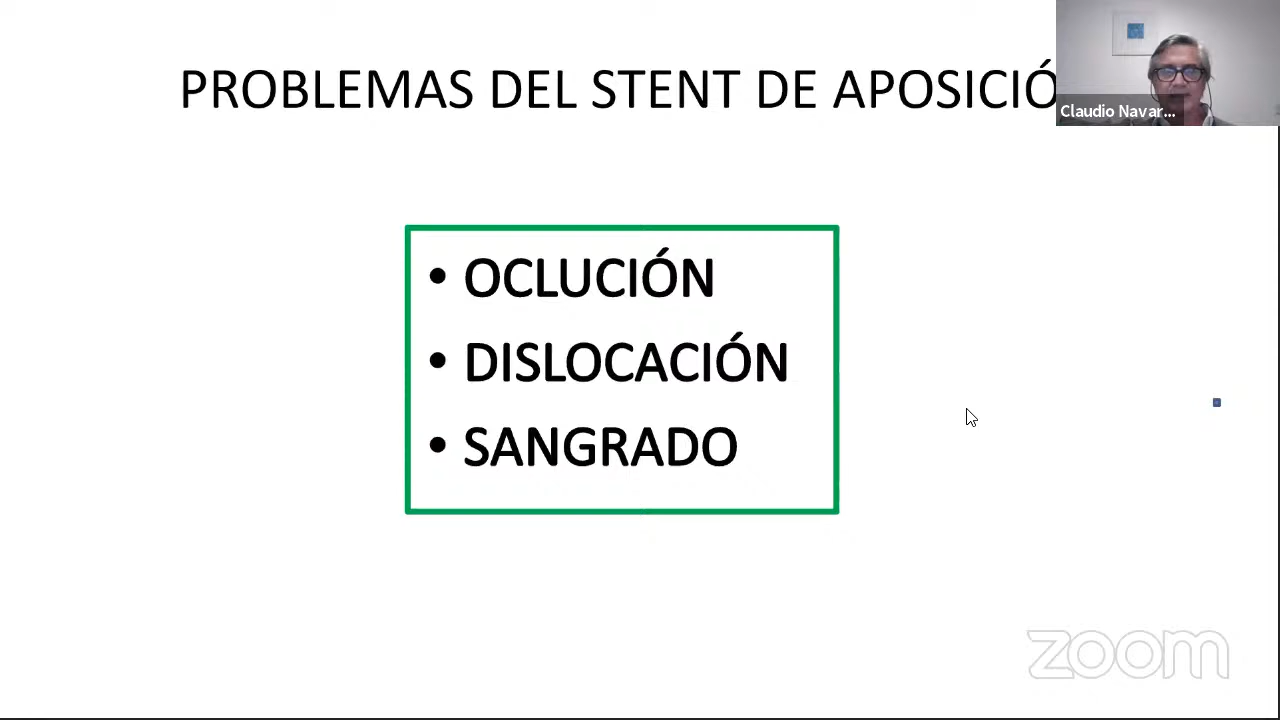 PROBLEMAS DEL STENT DE APOSICIÓ
Claudio Navar...
• OCLUCIÓN
• DISLOCACIÓN
• SANGRADO
zoom